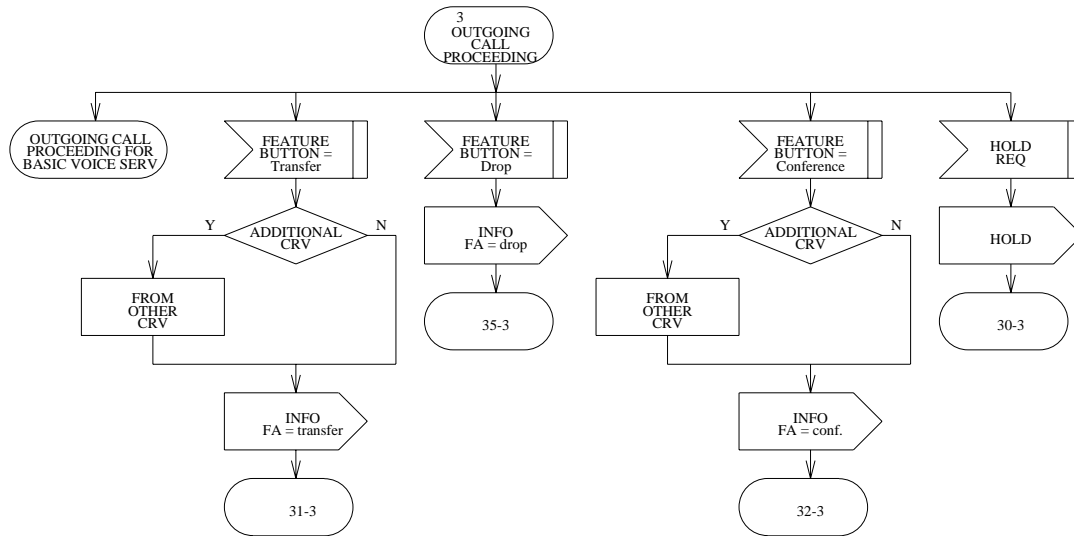 3
OUTGOING
CALL
PROCEEDING
OUTGOING CALL
PROCEEDING FOR
BASIC VOICE SERV
FEATURE
BUTTON =
Transfer
FEATURE
BUTTON =
Drop
FEATURE
BUTTON =
Conference
HOLD
REQ
Y
ADDITIONAL
CRV
N
INFO
FA = drop
Y
ADDITIONAL
CRV
N
HOLD
FROM
OTHER
CRV
35-3
FROM
OTHER
CRV
30-3
INFO
FA = transfer
INFO
FA = conf.
31-3
32-3